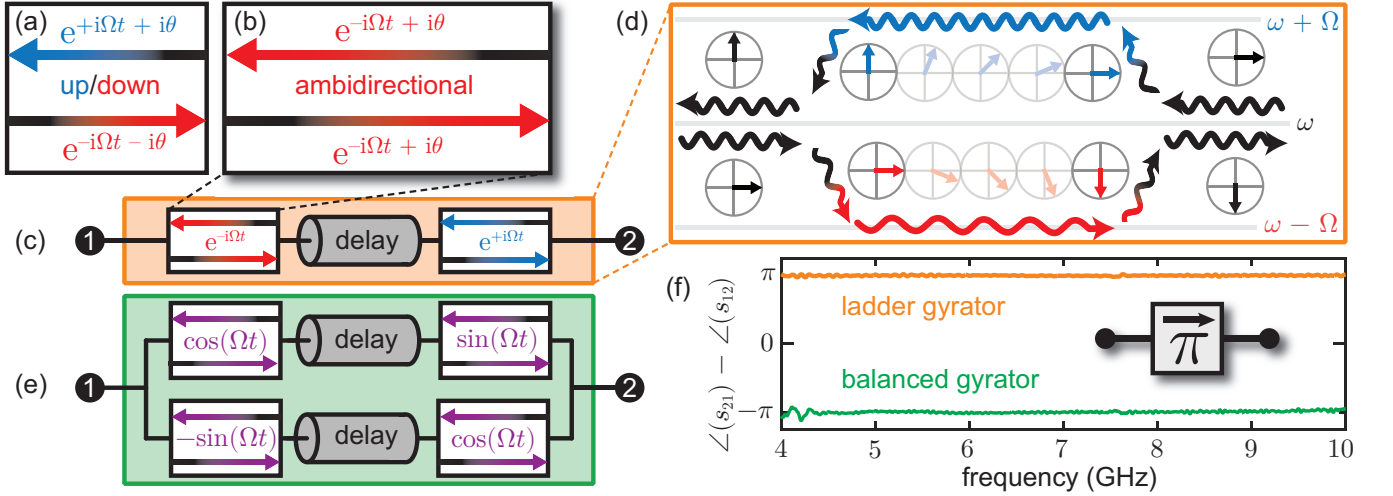 (a)
e^{+iΩt + iθ}
up/down
e^{-iΩt - iθ}
(b)
e^{-iΩt + iθ}
ambidirectional
e^{-iΩt + iθ}
(c)
1
e^{-iΩt}
delay
e^{+iΩt}
2
(d)
ω + Ω
ω
ω − Ω
(e)
1
cos(Ωt)
delay
sin(Ωt)
−sin(Ωt)
delay
cos(Ωt)
2
(f)
∠(s₂₁) − ∠(s₁₂)
π
0
−π
ladder gyrator
balanced gyrator
π
4 5 6 7 8 9 10
frequency (GHz)